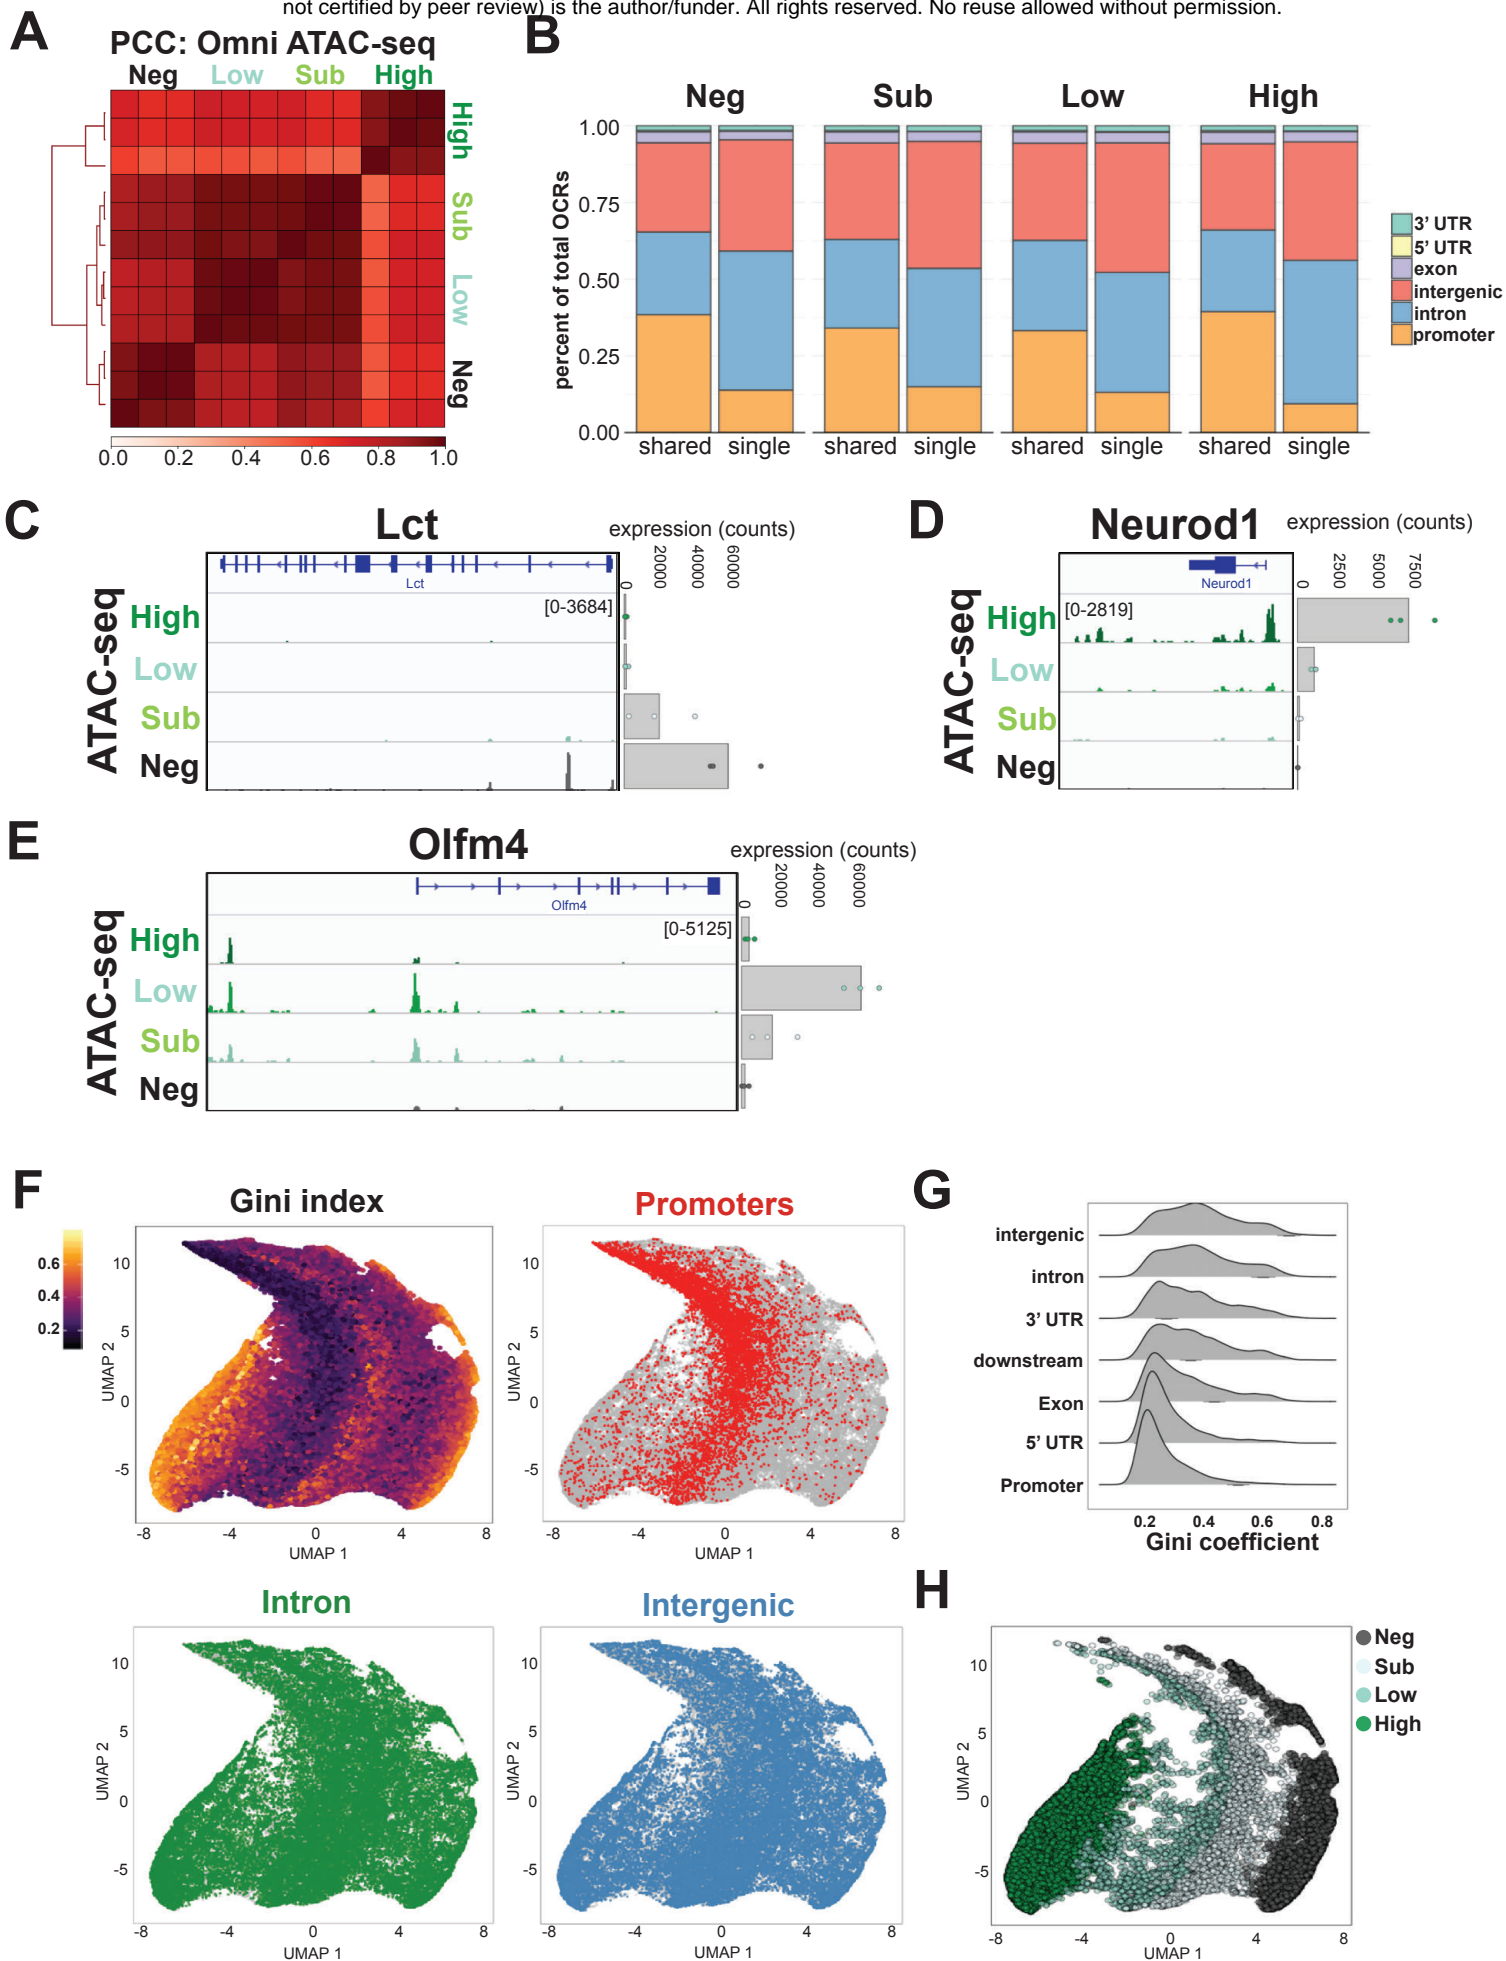 not certified by peer review) is the author/funder. All rights reserved. No reuse allowed without permission.
A
PCC: Omni ATAC-seq
Neg Low Sub High
High
Sub
Low
Neg
0.0 0.2 0.4 0.6 0.8 1.0
B
Neg Sub Low High
percent of total OCRs
1.00
0.75
0.50
0.25
0.00
shared single shared single shared single shared single
3' UTR
5' UTR
exon
intergenic
intron
promoter
C
Lct
expression (counts)
0 20000 40000 60000
Lct
[0-3684]
ATAC-seq
High
Low
Sub
Neg
D
Neurod1
expression (counts)
0 2500 5000 7500
Neurod1
[0-2819]
ATAC-seq
High
Low
Sub
Neg
E
Olfm4
expression (counts)
0 20000 40000 60000
Olfm4
[0-5125]
ATAC-seq
High
Low
Sub
Neg
F
Gini index
0.6
0.4
0.2
UMAP 2
10
5
0
-5
-8 -4 0 4 8
UMAP 1
Promoters
UMAP 2
10
5
0
-5
-8 -4 0 4 8
UMAP 1
G
intergenic
intron
3' UTR
downstream
Exon
5' UTR
Promoter
0.2 0.4 0.6 0.8
Gini coefficient
Intron
UMAP 2
10
5
0
-5
-8 -4 0 4 8
UMAP 1
Intergenic
UMAP 2
10
5
0
-5
-8 -4 0 4 8
UMAP 1
H
Neg
Sub
Low
High
UMAP 2
10
5
0
-5
-8 -4 0 4 8
UMAP 1